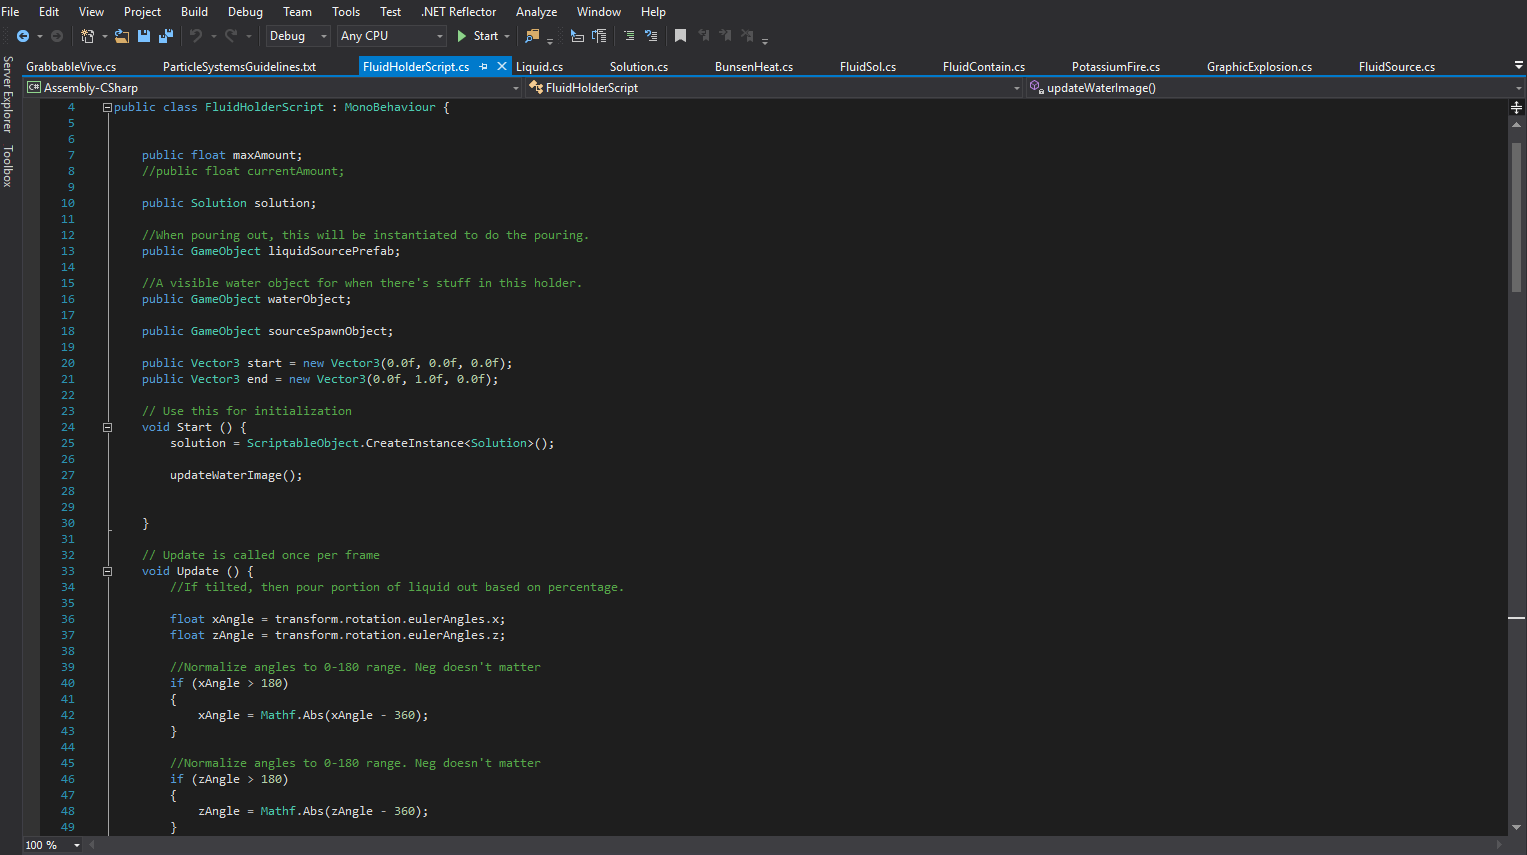 File Edit View Project Build Debug Team Tools Test .NET Reflector Analyze Window Help
Debug Any CPU Start
Server Explorer
Toolbox
GrabbableVive.cs ParticleSystemsGuidelines.txt FluidHolderScript.cs Liquid.cs Solution.cs BunsenHeat.cs FluidSol.cs FluidContain.cs PotassiumFire.cs GraphicExplosion.cs FluidSource.cs
C# Assembly-CSharp FluidHolderScript updateWaterImage()
4 public class FluidHolderScript : MonoBehaviour {
5
6
7 public float maxAmount;
8 //public float currentAmount;
9
10 public Solution solution;
11
12 //When pouring out, this will be instantiated to do the pouring.
13 public GameObject liquidSourcePrefab;
14
15 //A visible water object for when there's stuff in this holder.
16 public GameObject waterObject;
17
18 public GameObject sourceSpawnObject;
19
20 public Vector3 start = new Vector3(0.0f, 0.0f, 0.0f);
21 public Vector3 end = new Vector3(0.0f, 1.0f, 0.0f);
22
23 // Use this for initialization
24 void Start () {
25 solution = ScriptableObject.CreateInstance<Solution>();
26
27 updateWaterImage();
28
29
30 }
31
32 // Update is called once per frame
33 void Update () {
34 //If tilted, then pour portion of liquid out based on percentage.
35
36 float xAngle = transform.rotation.eulerAngles.x;
37 float zAngle = transform.rotation.eulerAngles.z;
38
39 //Normalize angles to 0-180 range. Neg doesn't matter
40 if (xAngle > 180)
41 {
42 xAngle = Mathf.Abs(xAngle - 360);
43 }
44
45 //Normalize angles to 0-180 range. Neg doesn't matter
46 if (zAngle > 180)
47 {
48 zAngle = Mathf.Abs(zAngle - 360);
49 }
100 %